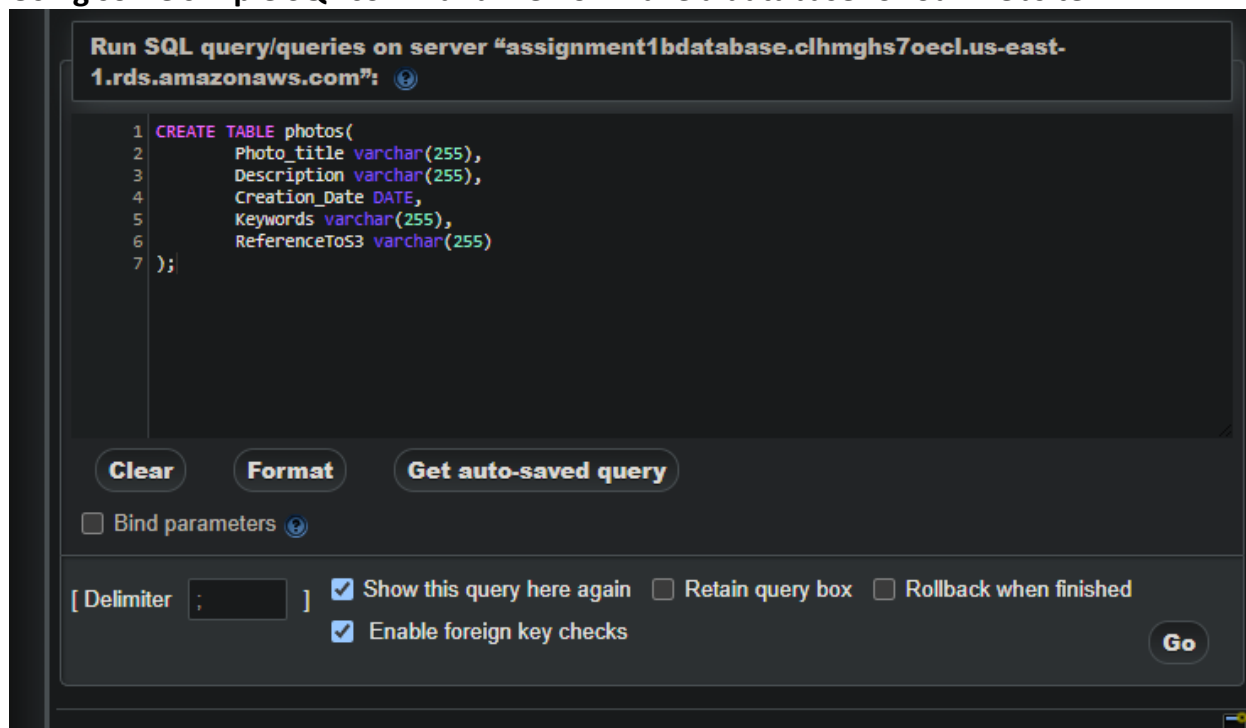 Run SQL query/queries on server “assignment1bdatabase.clhmghs7oecl.us-east-
1.rds.amazonaws.com”:
1 CREATE TABLE photos(
2 Photo_title varchar(255),
3 Description varchar(255),
4 Creation_Date DATE,
5 Keywords varchar(255),
6 ReferenceToS3 varchar(255)
7 );
Clear Format Get auto-saved query
Bind parameters
[ Delimiter ; ] Show this query here again Retain query box Rollback when finished
Enable foreign key checks
Go